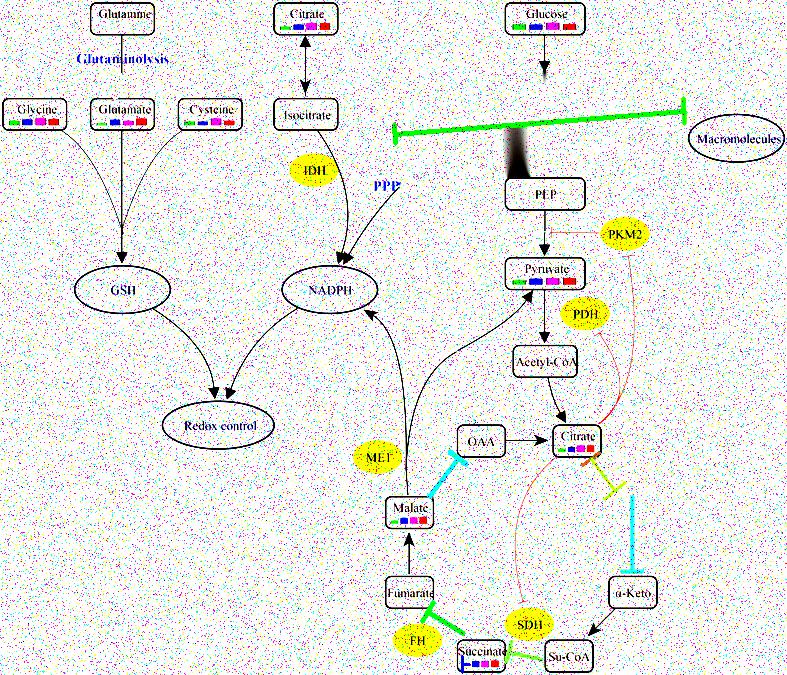 Glutamine
Citrate
Glucose
Glutaminolysis
Glycine
Glutamate
Cysteine
Isocitrate
Macromolecules
IDH
PPP
PEP
PKM2
GSH
NADPH
Pyruvate
PDH
Acetyl-CoA
Redox control
OAA
Citrate
ME1
Malate
Fumarate
α-Keto
FH
SDH
Succinate
Su-CoA